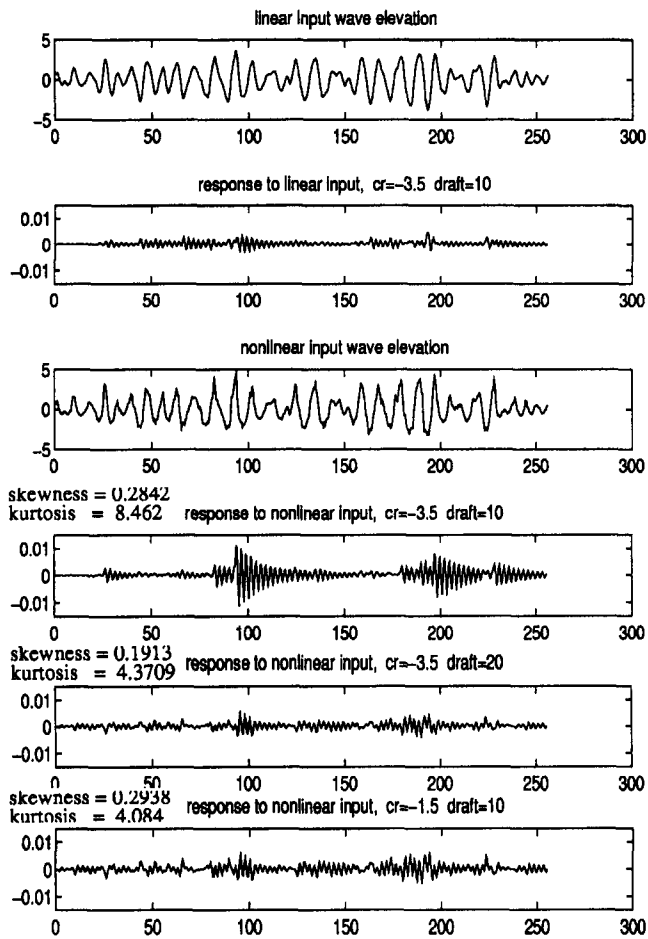 linear input wave elevation
5
0
−5
0 50 100 150 200 250 300
response to linear input, cr=−3.5 draft=10
0.01
0
−0.01
0 50 100 150 200 250 300
nonlinear input wave elevation
5
0
−5
0 50 100 150 200 250 300
skewness = 0.2842
kurtosis = 8.462 response to nonlinear input, cr=−3.5 draft=10
0.01
0
−0.01
0 50 100 150 200 250 300
skewness = 0.1913
kurtosis = 4.3709 response to nonlinear input, cr=−3.5 draft=20
0.01
0
−0.01
0 50 100 150 200 250 300
skewness = 0.2938
kurtosis = 4.084 response to nonlinear input, cr=−1.5 draft=10
0.01
0
−0.01
0 50 100 150 200 250 300